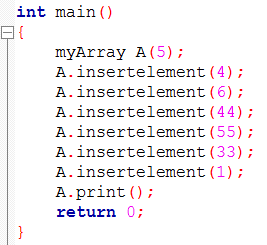 int main()
{
myArray A(5);
A.insertelement(4);
A.insertelement(6);
A.insertelement(44);
A.insertelement(55);
A.insertelement(33);
A.insertelement(1);
A.print();
return 0;
}